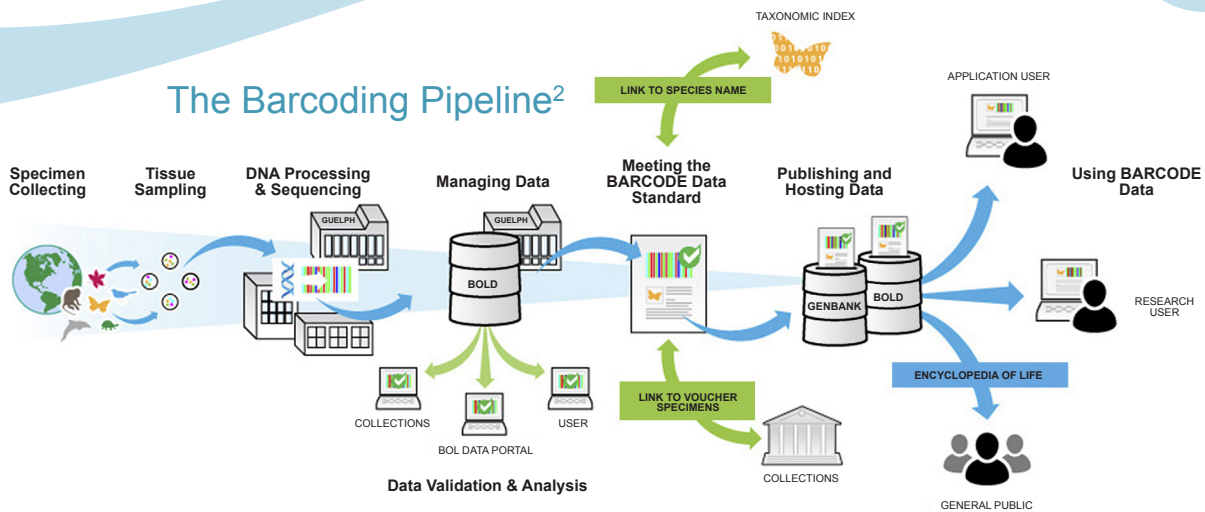 TAXONOMIC INDEX
The Barcoding Pipeline2
LINK TO SPECIES NAME
APPLICATION USER
Specimen
Collecting
Tissue
Sampling
DNA Processing
& Sequencing
Managing Data
Meeting the
BARCODE Data
Standard
Publishing and
Hosting Data
Using BARCODE
Data
GUELPH
GUELPH
BOLD
GENBANK
BOLD
RESEARCH
USER
COLLECTIONS
BOL DATA PORTAL
USER
Data Validation & Analysis
LINK TO VOUCHER
SPECIMENS
COLLECTIONS
ENCYCLOPEDIA OF LIFE
GENERAL PUBLIC